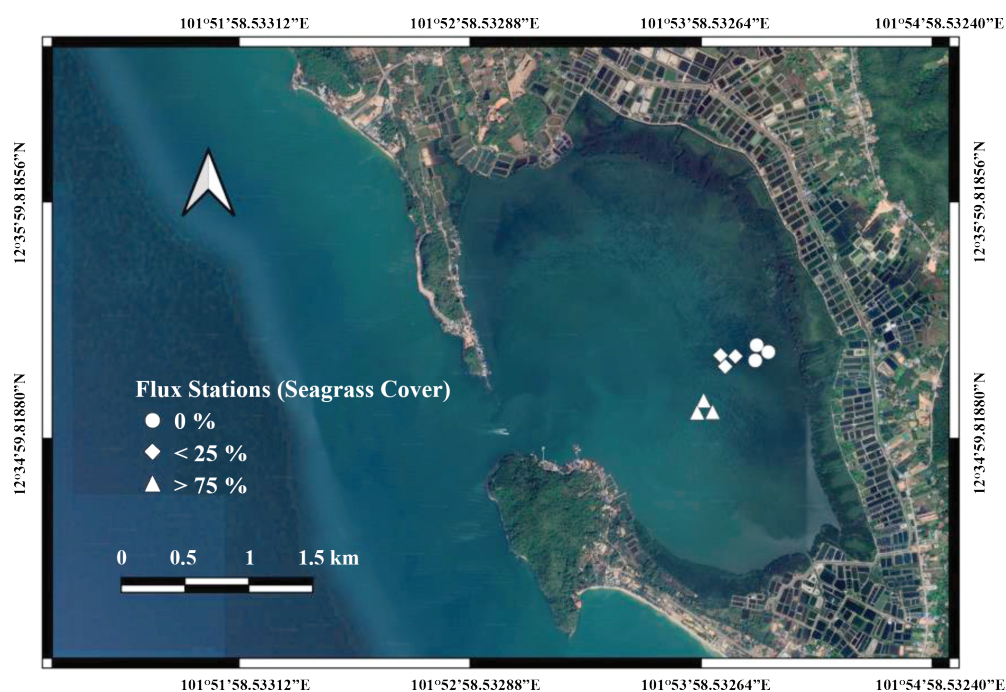 101°51'58.53312”E 101°52'58.53288”E 101°53'58.53264”E 101°54'58.53240”E
12°35'59.81856”N
12°35'59.81856”N
Flux Stations (Seagrass Cover)
0 %
< 25 %
> 75 %
12°34'59.81880”N
12°34'59.81880”N
0 0.5 1 1.5 km
101°51'58.53312”E 101°52'58.53288”E 101°53'58.53264”E 101°54'58.53240”E